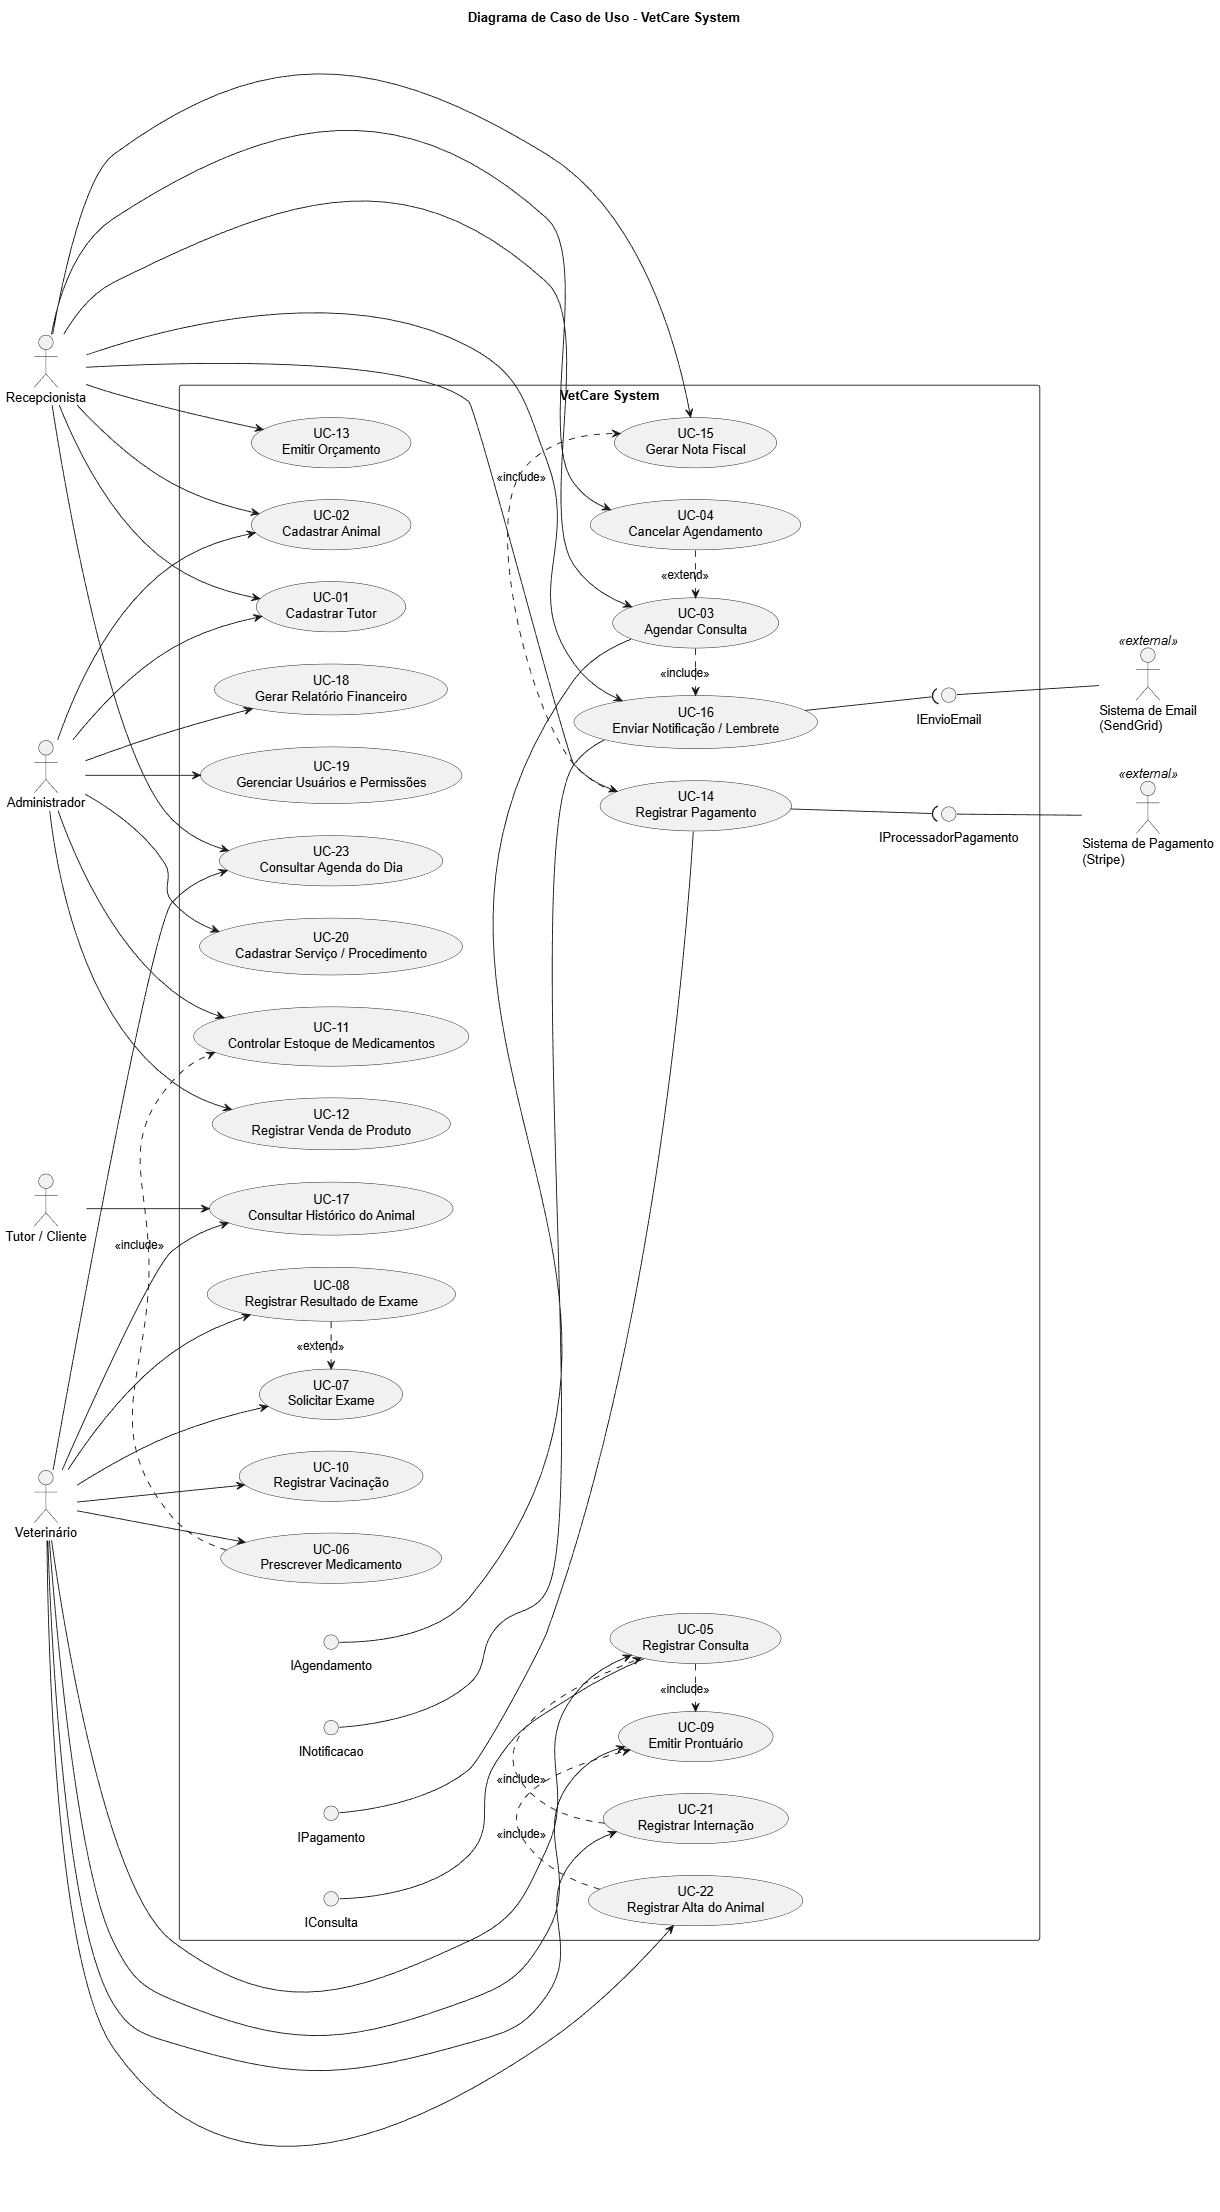 Diagrama de Caso de Uso - VetCare System
Recepcionista
VetCare System
UC-13
Emitir Orçamento
UC-15
Gerar Nota Fiscal
«include»
UC-02
Cadastrar Animal
UC-04
Cancelar Agendamento
«extend»
UC-01
Cadastrar Tutor
UC-03
Agendar Consulta
«include»
UC-18
Gerar Relatório Financeiro
UC-16
Enviar Notificação / Lembrete
IEnvioEmail
«external»
Sistema de Email
(SendGrid)
Administrador
UC-19
Gerenciar Usuários e Permissões
UC-14
Registrar Pagamento
IProcessadorPagamento
«external»
Sistema de Pagamento
(Stripe)
UC-23
Consultar Agenda do Dia
UC-20
Cadastrar Serviço / Procedimento
UC-11
Controlar Estoque de Medicamentos
UC-12
Registrar Venda de Produto
Tutor / Cliente
UC-17
Consultar Histórico do Animal
«include»
UC-08
Registrar Resultado de Exame
«extend»
UC-07
Solicitar Exame
UC-10
Registrar Vacinação
Veterinário
UC-06
Prescrever Medicamento
IAgendamento
UC-05
Registrar Consulta
«include»
INotificacao
UC-09
Emitir Prontuário
«include»
IPagamento
UC-21
Registrar Internação
«include»
IConsulta
UC-22
Registrar Alta do Animal